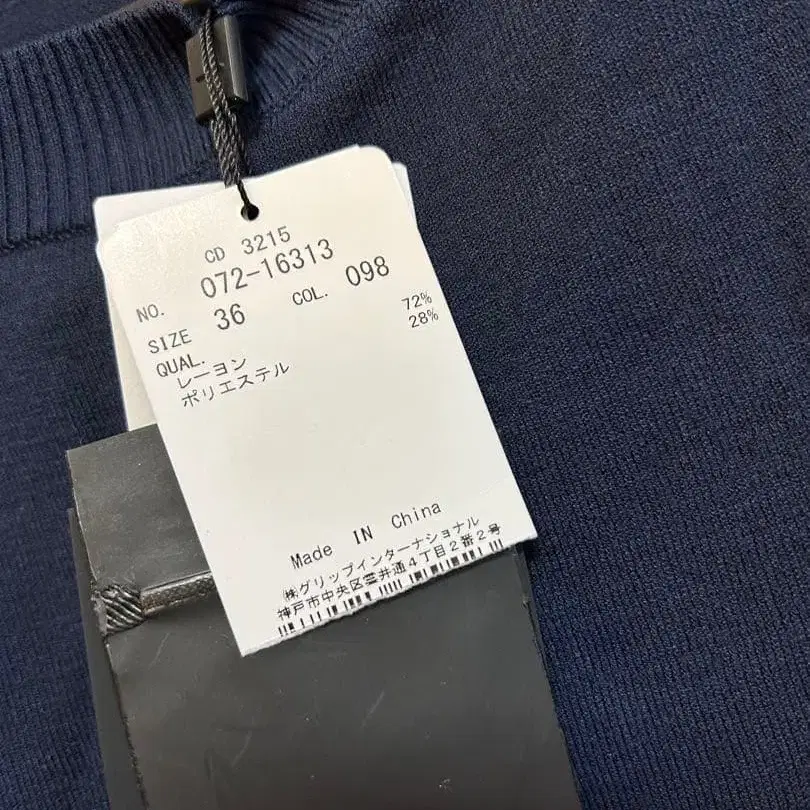 CD 3215
NO. 072-16313
SIZE 36 COL. 098
QUAL. 72%
レーヨン 28%
ポリエステル
Made IN China
㈱グリップインターナショナル
神戸市中央区雲井通4丁目2番2号